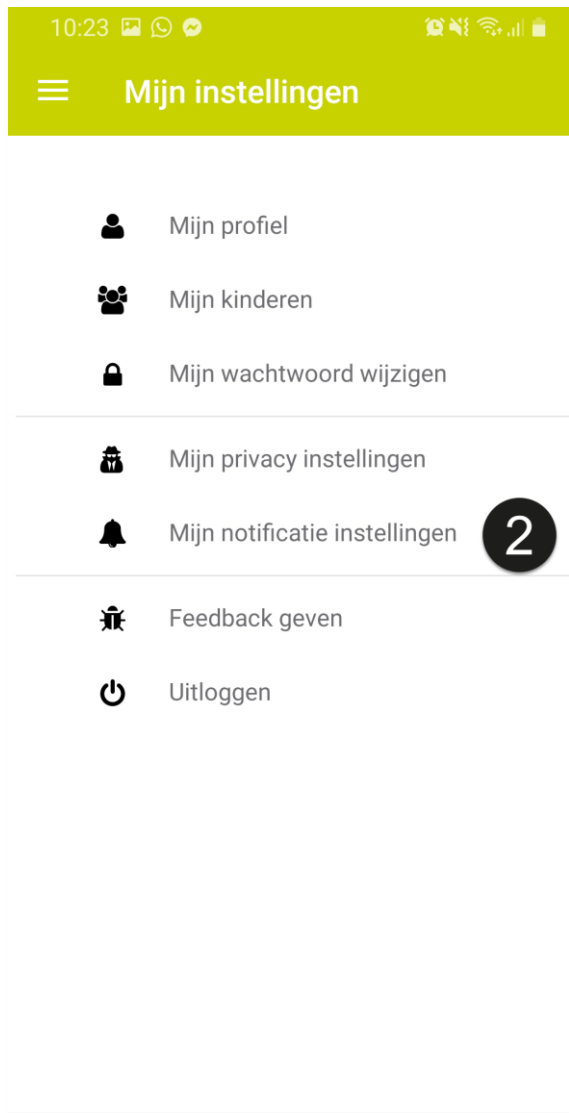 10:23
Mijn instellingen
Mijn profiel
Mijn kinderen
Mijn wachtwoord wijzigen
Mijn privacy instellingen
Mijn notificatie instellingen 2
Feedback geven
Uitloggen